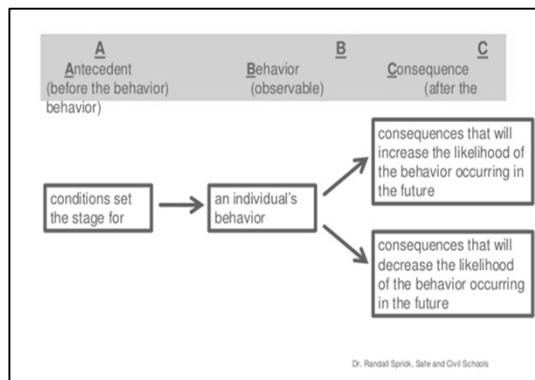 A B C
Antecedent Behavior Consequence
(before the behavior) (observable) (after the
behavior)
conditions set
the stage for
an individual's
behavior
consequences that will
increase the likelihood of
the behavior occurring in
the future
consequences that will
decrease the likelihood
of the behavior occurring
in the future
Dr. Randall Sprick, Safe and Civil Schools